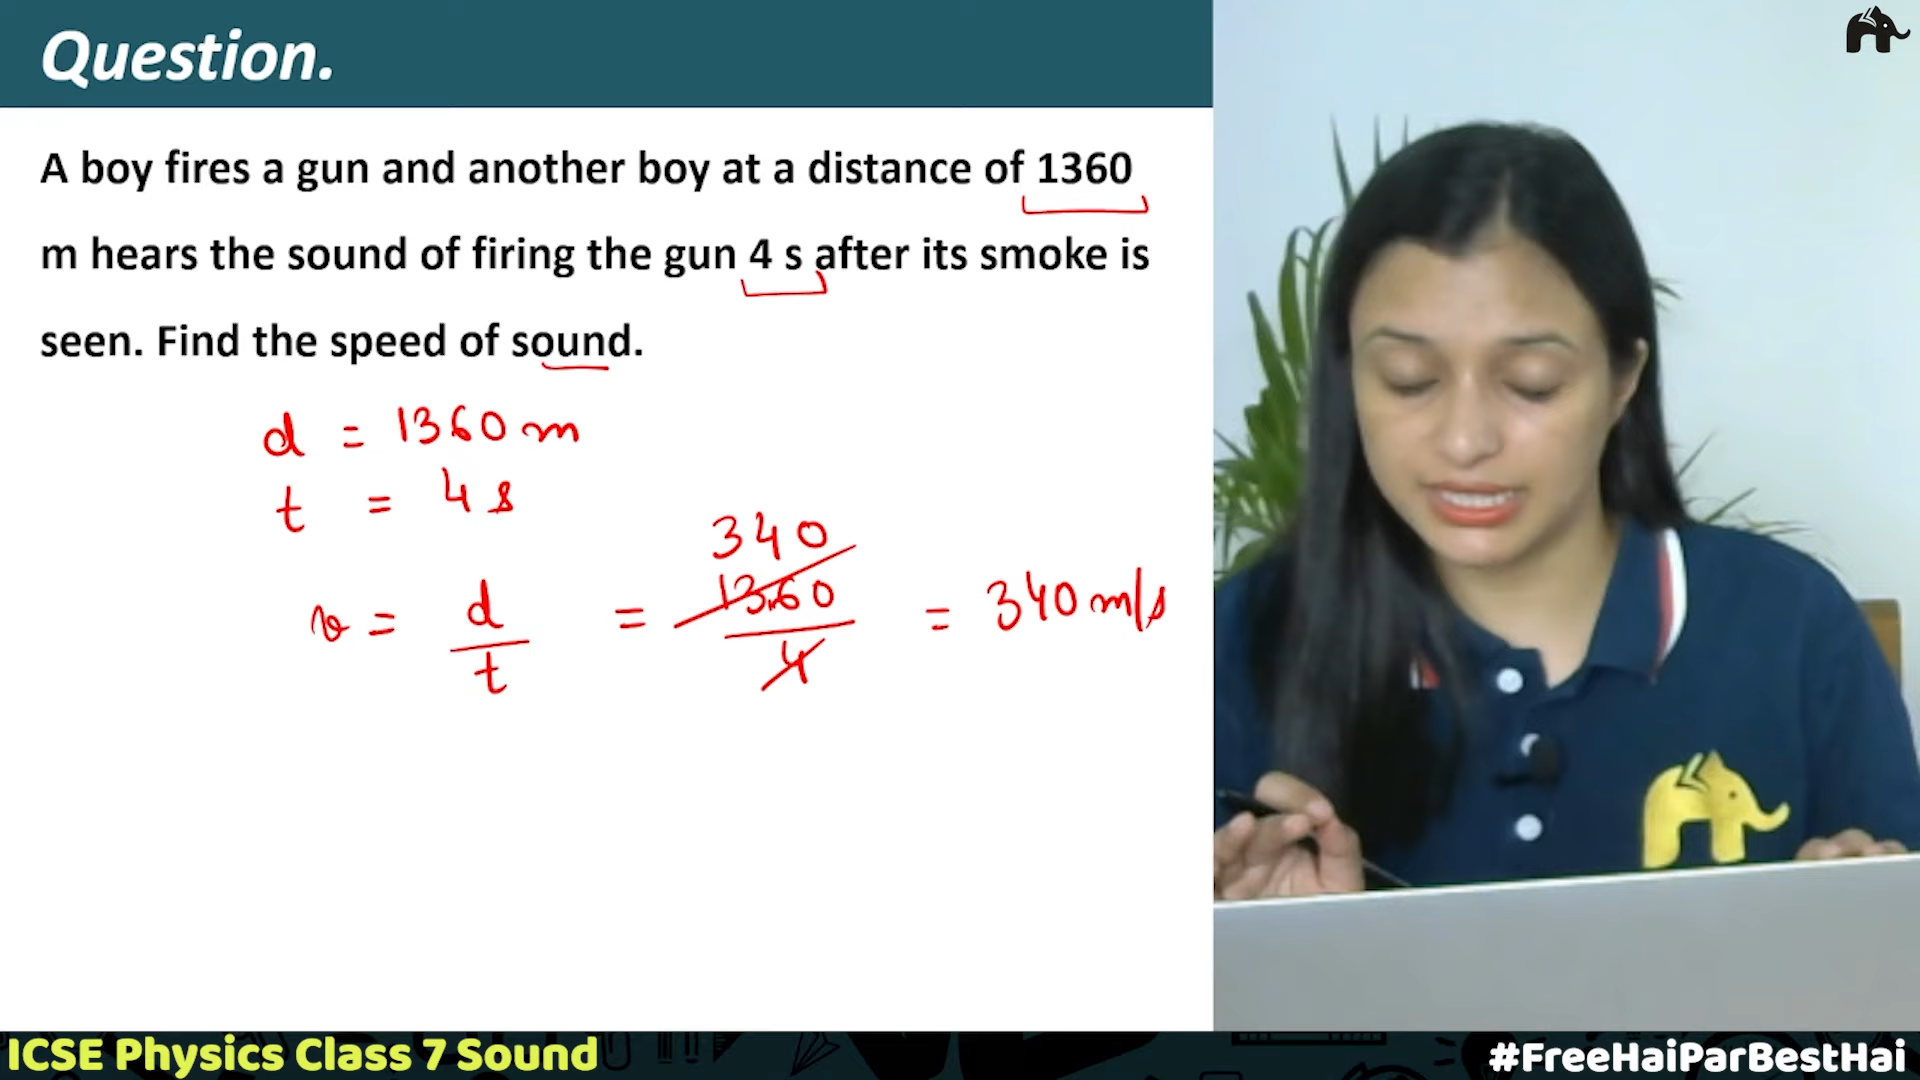 Question.
A boy fires a gun and another boy at a distance of 1360
m hears the sound of firing the gun 4 s after its smoke is
seen. Find the speed of sound.
d = 1360 m
t = 4 s
340
v = d/t = 1360/4 = 340 m/s
ICSE Physics Class 7 Sound
#FreeHaiParBestHai